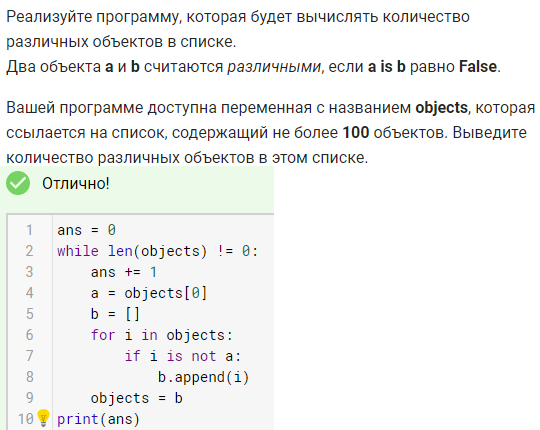 Реализуйте программу, которая будет вычислять количество
различных объектов в списке.
Два объекта a и b считаются различными, если a is b равно False.
Вашей программе доступна переменная с названием objects, которая
ссылается на список, содержащий не более 100 объектов. Выведите
количество различных объектов в этом списке.
Отлично!
1 ans = 0
2 while len(objects) != 0:
3     ans += 1
4     a = objects[0]
5     b = []
6     for i in objects:
7         if i is not a:
8             b.append(i)
9     objects = b
10 print(ans)